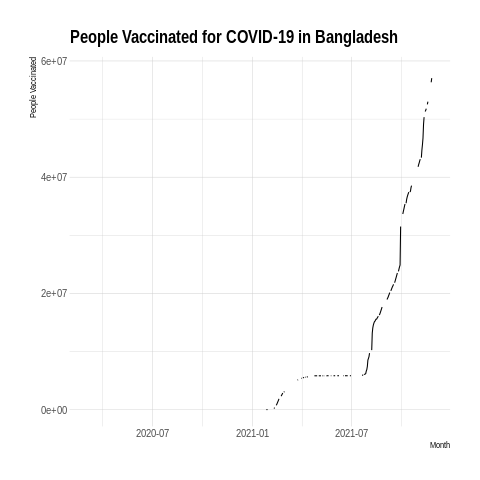 People Vaccinated for COVID-19 in Bangladesh
People Vaccinated
6e+07
4e+07
2e+07
0e+00
2020-07
2021-01
2021-07
Month